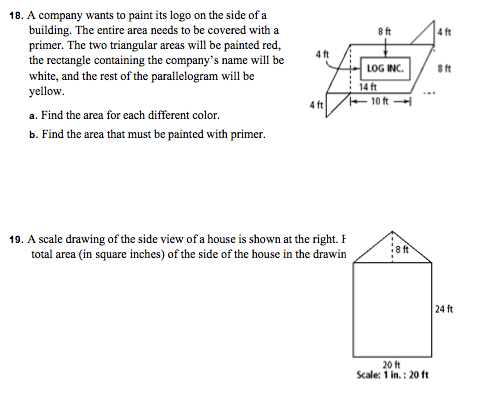 18. A company wants to paint its logo on the side of a
building. The entire area needs to be covered with a
primer. The two triangular areas will be painted red,
the rectangle containing the company's name will be
white, and the rest of the parallelogram will be
yellow.
a. Find the area for each different color.
b. Find the area that must be painted with primer.
8 ft
4 ft
4 ft
LOG INC.
8 ft
14 ft
4 ft
10 ft
19. A scale drawing of the side view of a house is shown at the right.
total area (in square inches) of the side of the house in the
8 ft
24 ft
20 ft
Scale: 1 in. : 20 ft